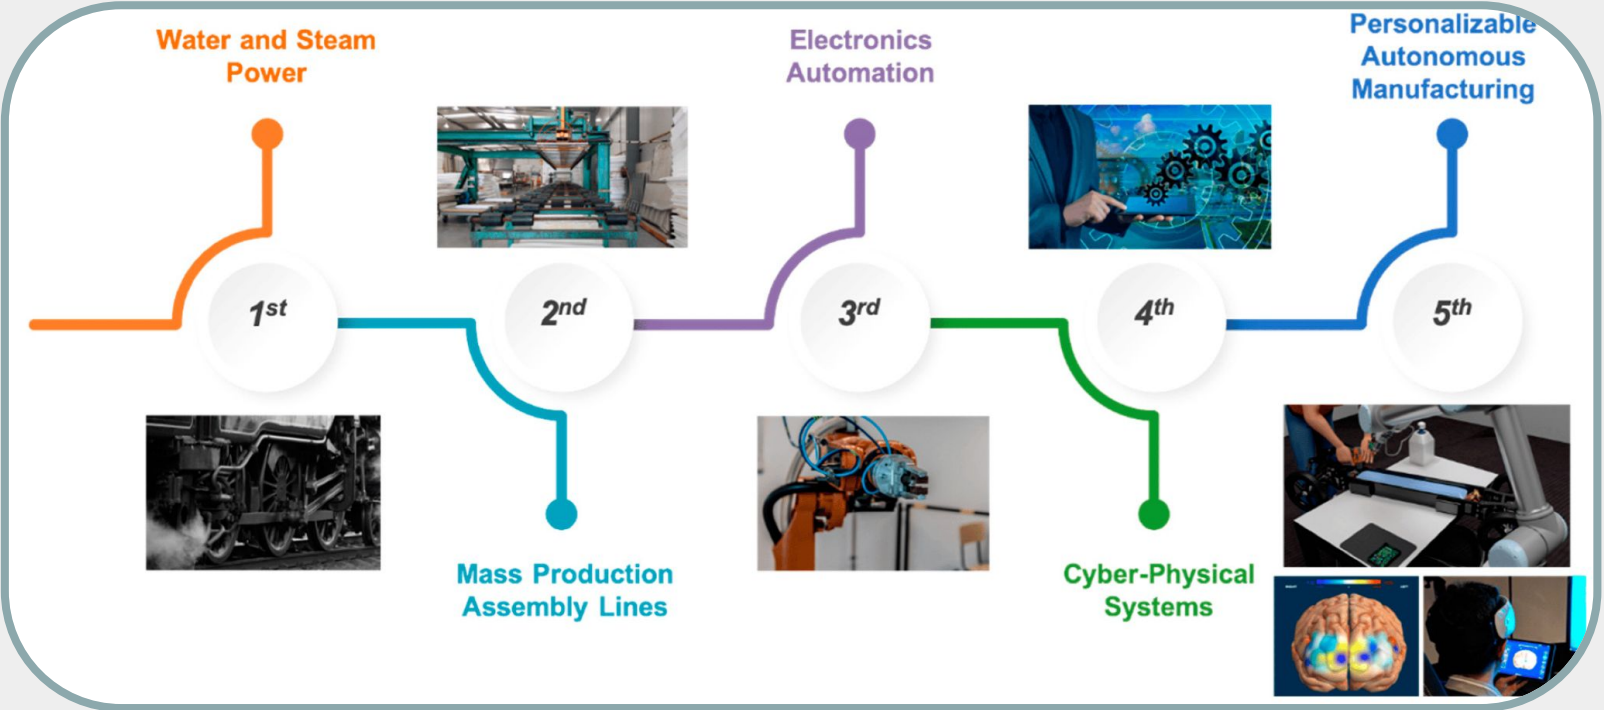 Water and Steam
Power
Electronics
Automation
Personalizable
Autonomous
Manufacturing
1st
2nd
3rd
4th
5th
Mass Production
Assembly Lines
Cyber-Physical
Systems